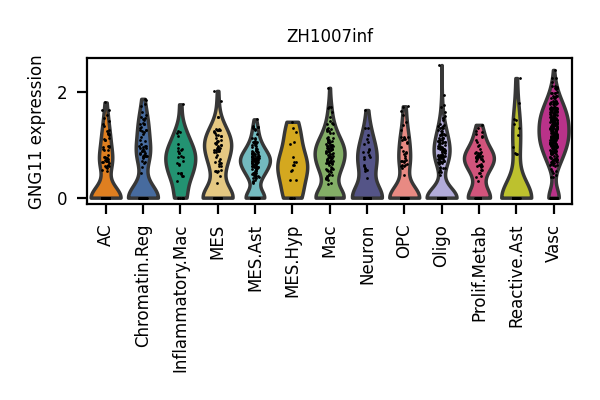 ZH1007inf
GNG11 expression
2
0
AC
Chromatin.Reg
Inflammatory.Mac
MES
MES.Ast
MES.Hyp
Mac
Neuron
OPC
Oligo
Prolif.Metab
Reactive.Ast
Vasc